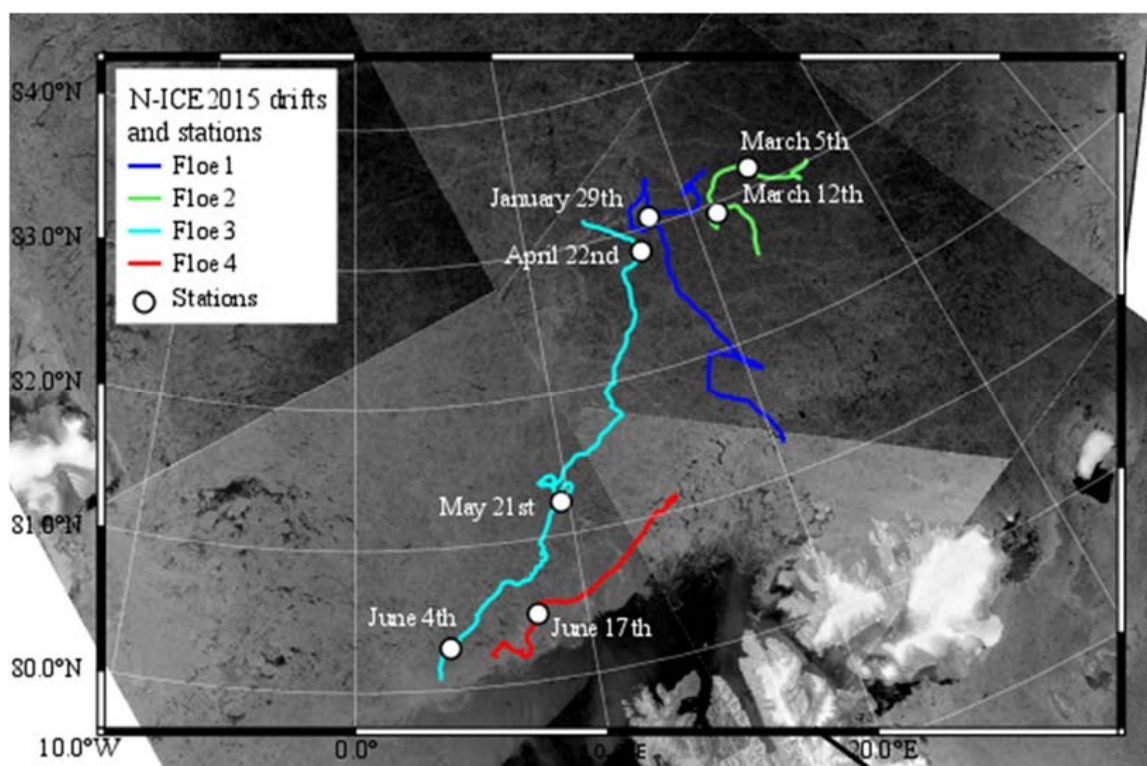 84.0°N
83.0°N
82.0°N
81.0°N
80.0°N
N-ICE2015 drifts
and stations
Floe 1
Floe 2
Floe 3
Floe 4
Stations
March 5th
January 29th
March 12th
April 22nd
May 21st
June 4th
June 17th
10.0°W
0.0°
10.0°E
20.0°E